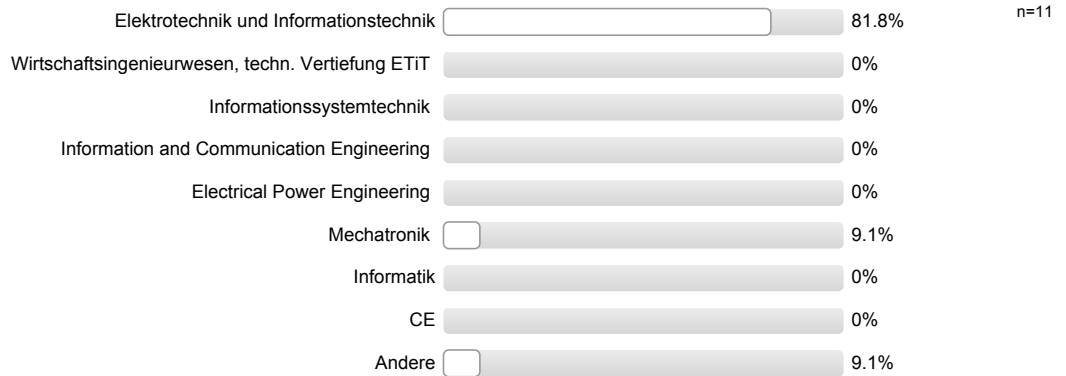 Elektrotechnik und Informationstechnik 81.8% n=11
Wirtschaftsingenieurwesen, techn. Vertiefung ETiT 0%
Informationssystemtechnik 0%
Information and Communication Engineering 0%
Electrical Power Engineering 0%
Mechatronik 9.1%
Informatik 0%
CE 0%
Andere 9.1%